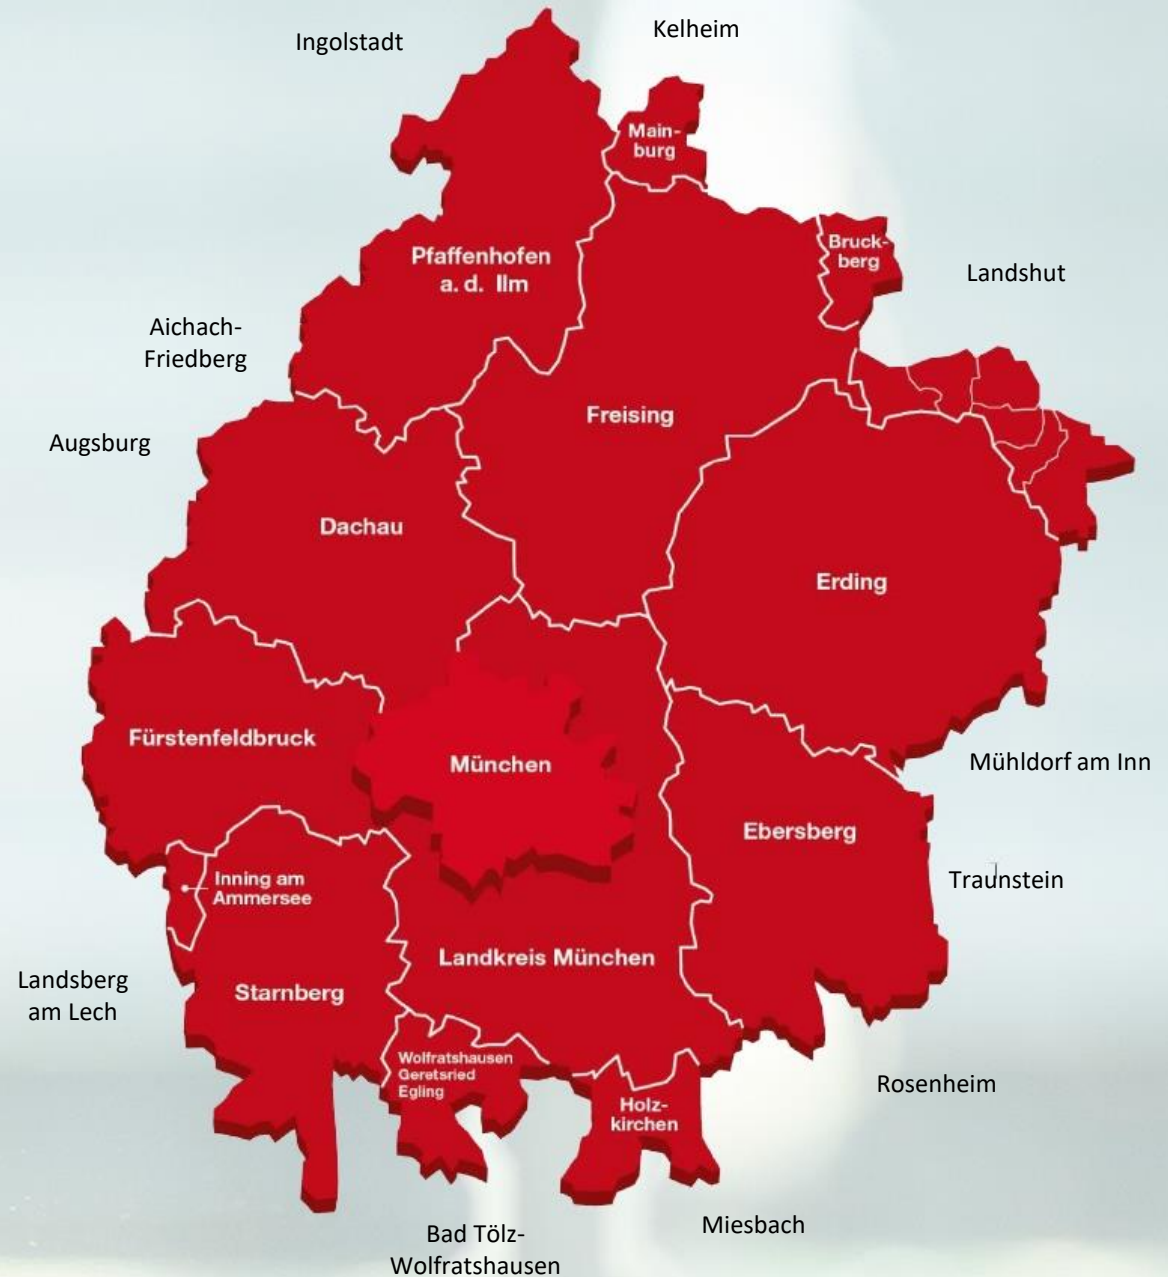 Ingolstadt
Kelheim
Main-
burg
Pfaffenhofen
a. d. Ilm
Bruck-
berg
Landshut
Aichach-
Friedberg
Freising
Augsburg
Dachau
Erding
Fürstenfeldbruck
München
Mühldorf am Inn
Ebersberg
Inning am
Ammersee
Traunstein
Landkreis München
Landsberg
am Lech
Starnberg
Wolfratshausen
Geretsried
Egling
Rosenheim
Holz-
kirchen
Bad Tölz-
Wolfratshausen
Miesbach